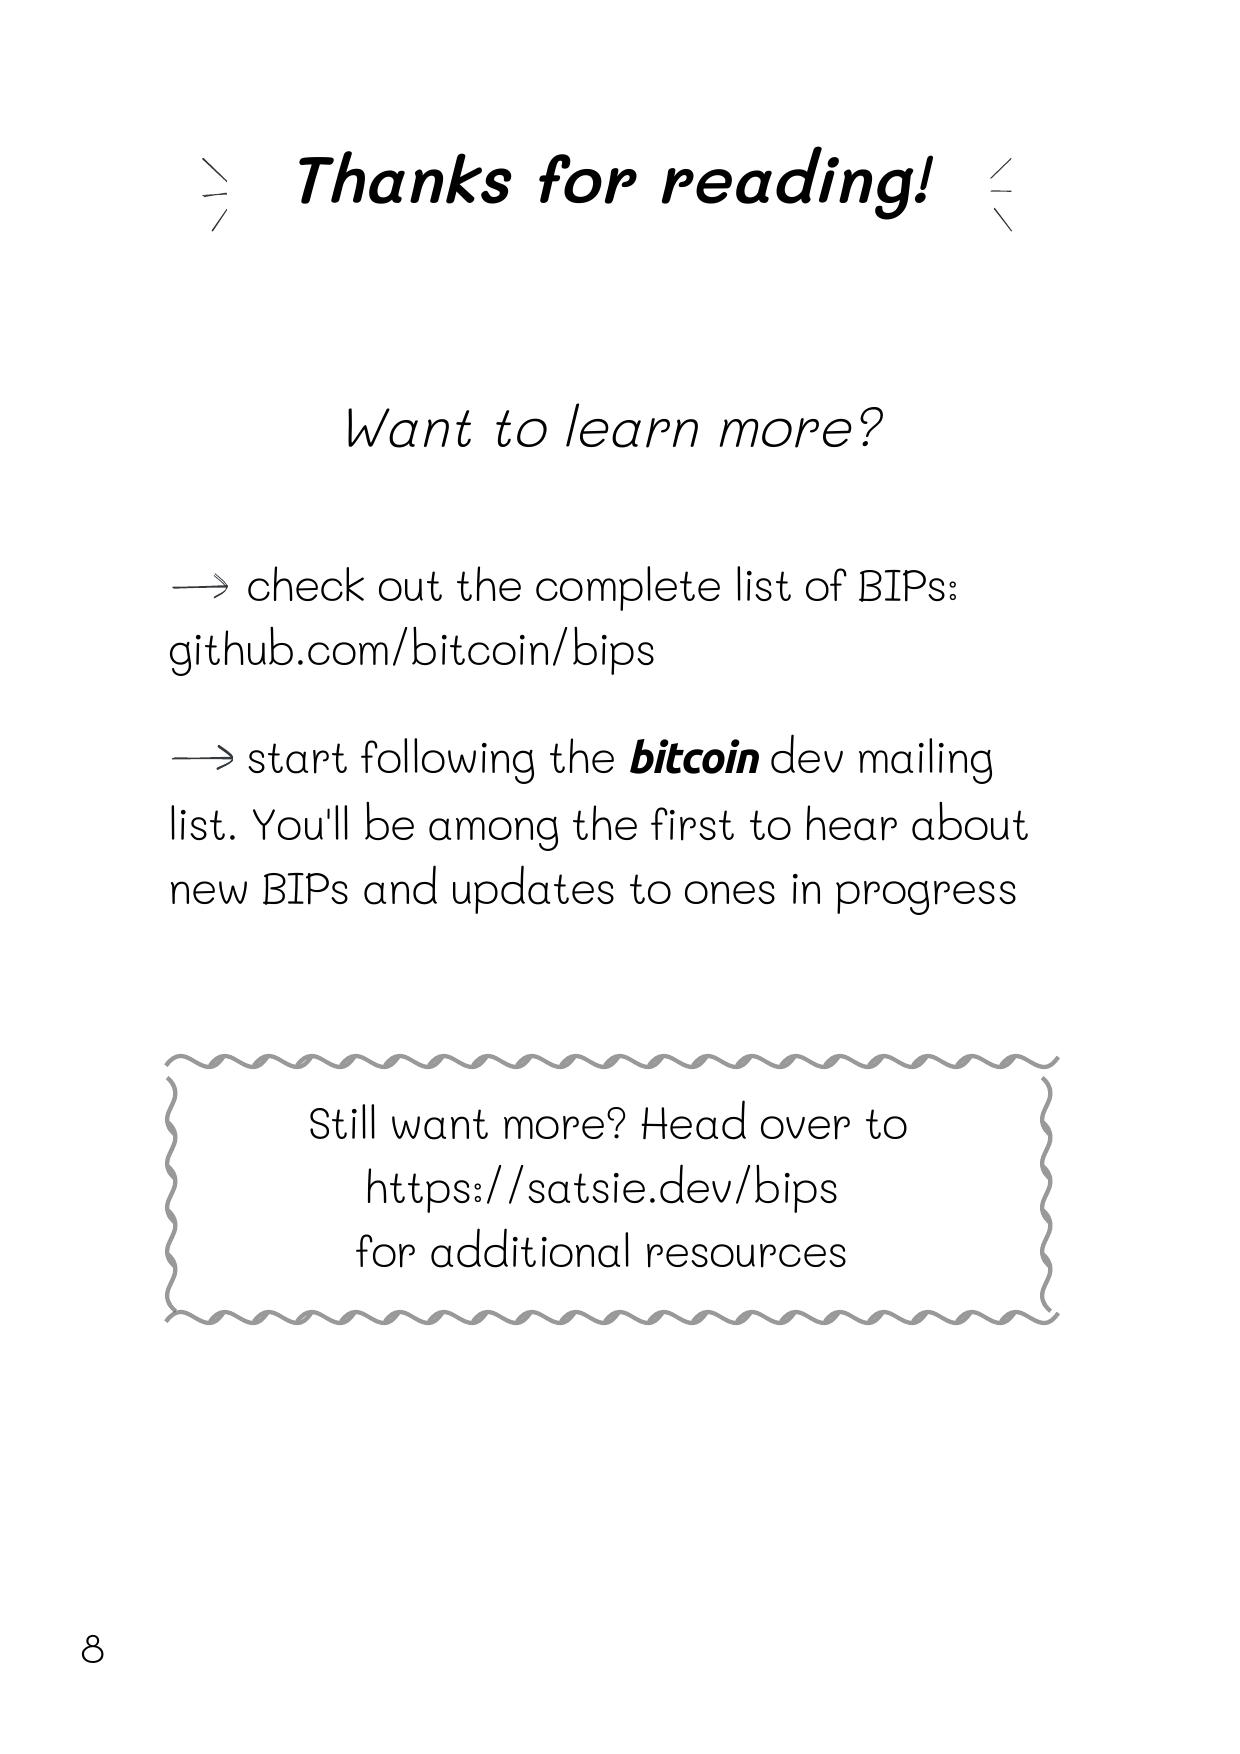 Thanks for reading!
Want to learn more?
check out the complete list of BIPs:
github.com/bitcoin/bips
start following the bitcoin dev mailing
list. You'll be among the first to hear about
new BIPs and updates to ones in progress
Still want more? Head over to
https://satsie.dev/bips
for additional resources
8